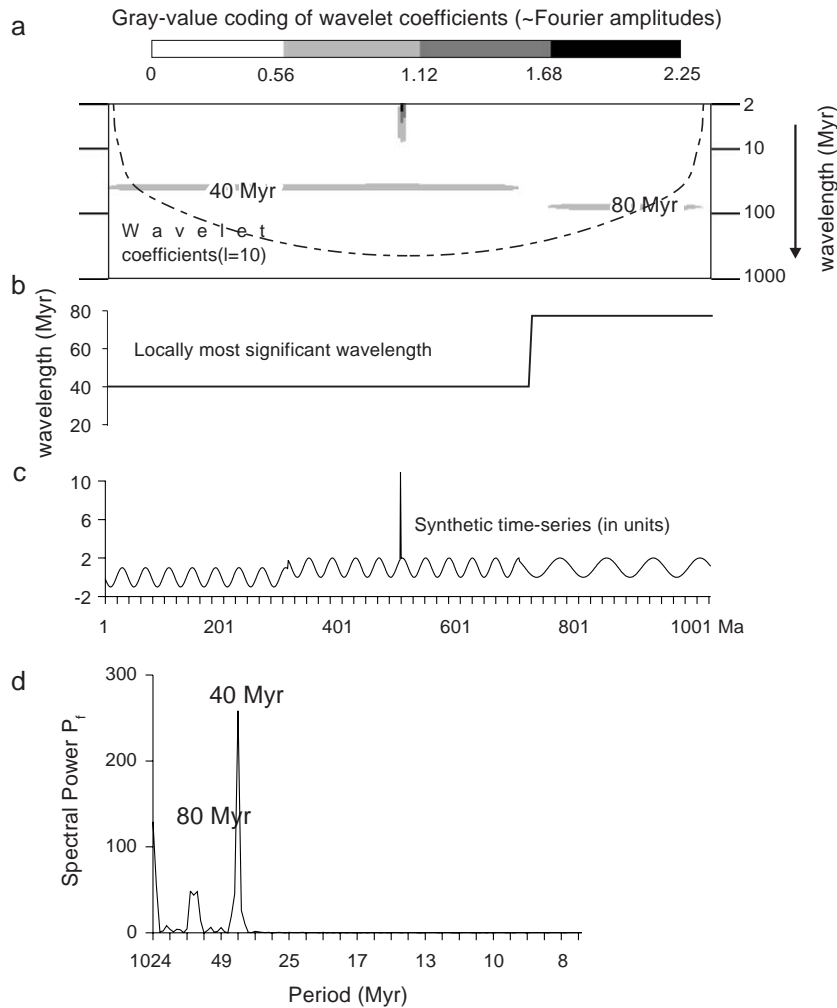 a
Gray-value coding of wavelet coefficients (~Fourier amplitudes)
0 0.56 1.12 1.68 2.25
2
10
100
1000
wavelength (Myr)
40 Myr
80 Myr
Wavelet
coefficients(l=10)
b
wavelength (Myr)
80
60
40
20
Locally most significant wavelength
c
10
6
2
-2
Synthetic time-series (in units)
1 201 401 601 801 1001 Ma
d
Spectral Power Pf
300
200
100
0
40 Myr
80 Myr
1024 49 25 17 13 10 8
Period (Myr)